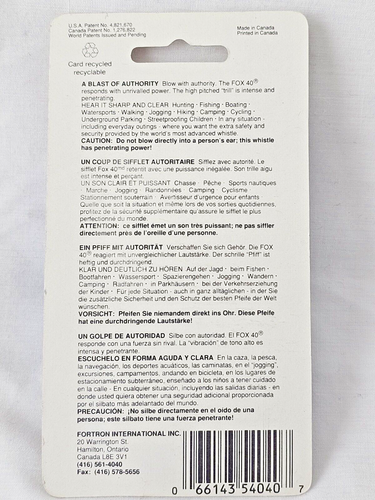 U.S.A. Patent No. 4,821,670
Canada Patent No. 1,276,822
World Patents Issued and Pending
Made in Canada
Printed in Canada
Card recycled
recyclable
A BLAST OF AUTHORITY Blow with authority. The FOX 40®
responds with unrivalled power. The high pitched "trill" is intense and
penetrating.
HEAR IT SHARP AND CLEAR Hunting · Fishing · Boating ·
Watersports · Walking · Jogging · Hiking · Camping · Cycling ·
Underground Parking · Streetproofing Children · In any situation -
including everyday outings - where you want the extra safety and
security provided by the world's most advanced whistle.
CAUTION: Do not blow directly into a person's ear; this whistle
has penetrating power!
UN COUP DE SIFFLET AUTORITAIRE Sifflez avec autorité. Le
sifflet Fox 40 retentit avec une puissance inégalée. Son trille aigu
est intense et perçant.
UN SON CLAIR ET PUISSANT Chasse · Pêche · Sports nautiques
· Marche · Jogging · Randonnées · Camping · Cyclisme ·
Stationnement souterrain · Avertisseur d'urgence pour enfants
Quelle que soit la situation et même lors de vos sorties quotidiennes,
profitez de la sécurité supplémentaire qu'assure le sifflet le plus
perfectionné du monde.
ATTENTION: ce sifflet émet un son très puissant; ne pas siffler
directement près de l'oreille d'une personne.
EIN PFIFF MIT AUTORITÄT Verschaffen Sie sich Gehör. Die FOX
40® reagiert mit unvergleichlicher Lautstärke. Der schrille "Pfiff" ist
heftig und durchdringend.
KLAR UND DEUTLICH ZU HÖREN Auf der Jagd · beim Fischen ·
Bootfahren · Wassersport · Spazierengehen · Jogging · Wandern ·
Camping · Radfahren · in Parkhäusern · bei der Verkehrserziehung
der Kinder · Für jede Situation - auch in ganz alltäglichen - in der Sie
die zusätzliche Sicherheit und den Schutz der besten Pfeife der Welt
wünschen.
VORSICHT: Pfeifen Sie niemandem direkt ins Ohr. Diese Pfeife
hat eine durchdringende Lautstärke!
UN GOLPE DE AUTORIDAD Silbe con autoridad. El FOX 40®
responde con una fuerza sin rival. La "vibración" de tono alto es
intensa y penetrante.
ESCUCHELO EN FORMA AGUDA Y CLARA En la caza, la pesca,
la navegación, los deportes acuáticos, las caminatas, en el "jogging",
excursiones, campamentos, andando en bicicleta, en los lugares de
estacionamiento subterráneo, enseñado a los niños a tener cuidado
en la calle - En cualquier situación, incluyendo las salidas diarias - en
donde usted quiera obtener una seguridad adicional proporcionada
por el silbato más adelantado del mundo.
PRECAUCIÓN: ¡No silbe directamente en el oído de una
persona; este silbato tiene una fuerza penetrante!
FORTRON INTERNATIONAL INC.
20 Warrington St.
Hamilton, Ontario
Canada L8E 3V1
(416) 561-4040
Fax: (416) 578-5656
0 66143 54040 7